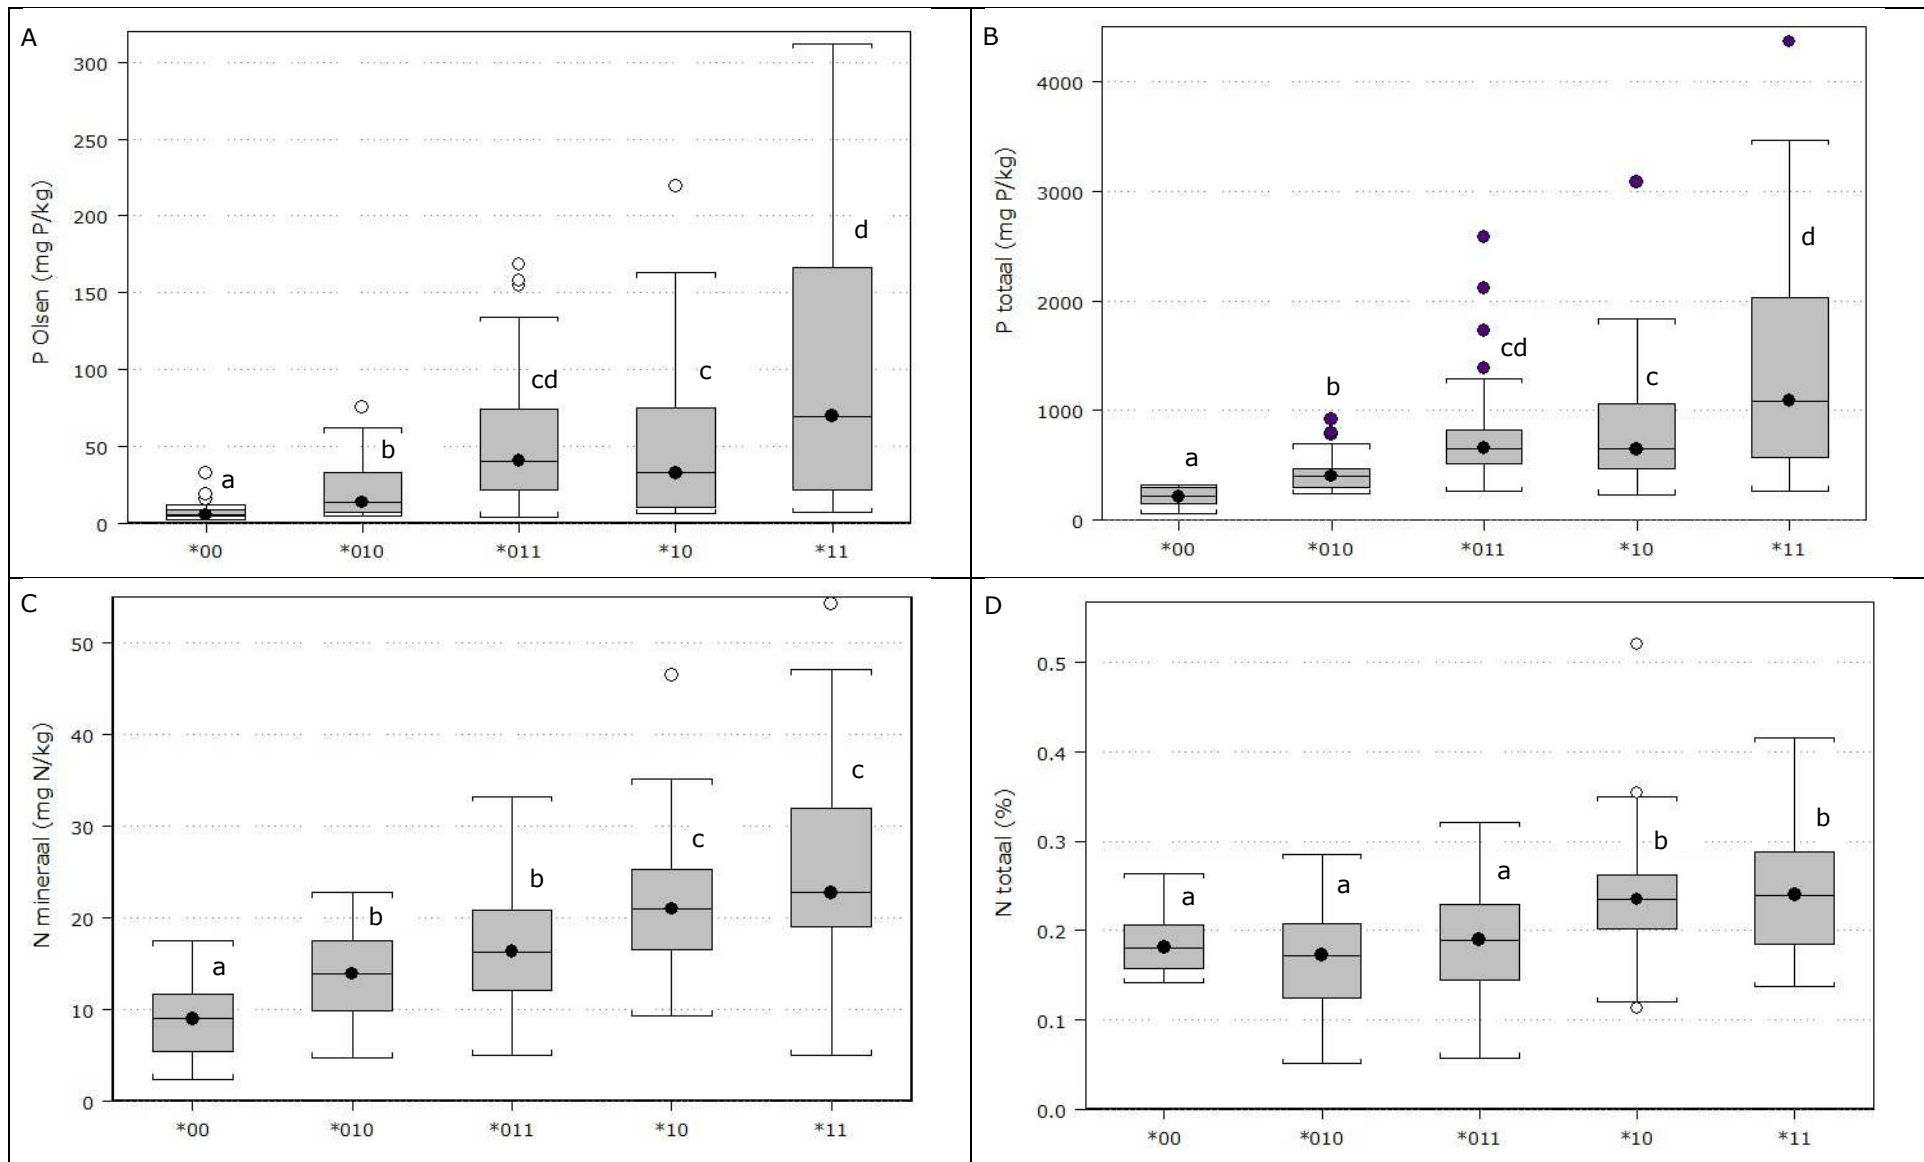 A
P Olsen (mg P/kg)
300
250
200
150
100
50
0
a
b
cd
c
d
*00 *010 *011 *10 *11
B
P totaal (mg P/kg)
4000
3000
2000
1000
0
a
b
cd
c
d
*00 *010 *011 *10 *11
C
N mineraal (mg N/kg)
50
40
30
20
10
0
a
b
b
c
c
*00 *010 *011 *10 *11
D
N totaal (%)
0.5
0.4
0.3
0.2
0.1
0.0
a
a
a
b
b
*00 *010 *011 *10 *11